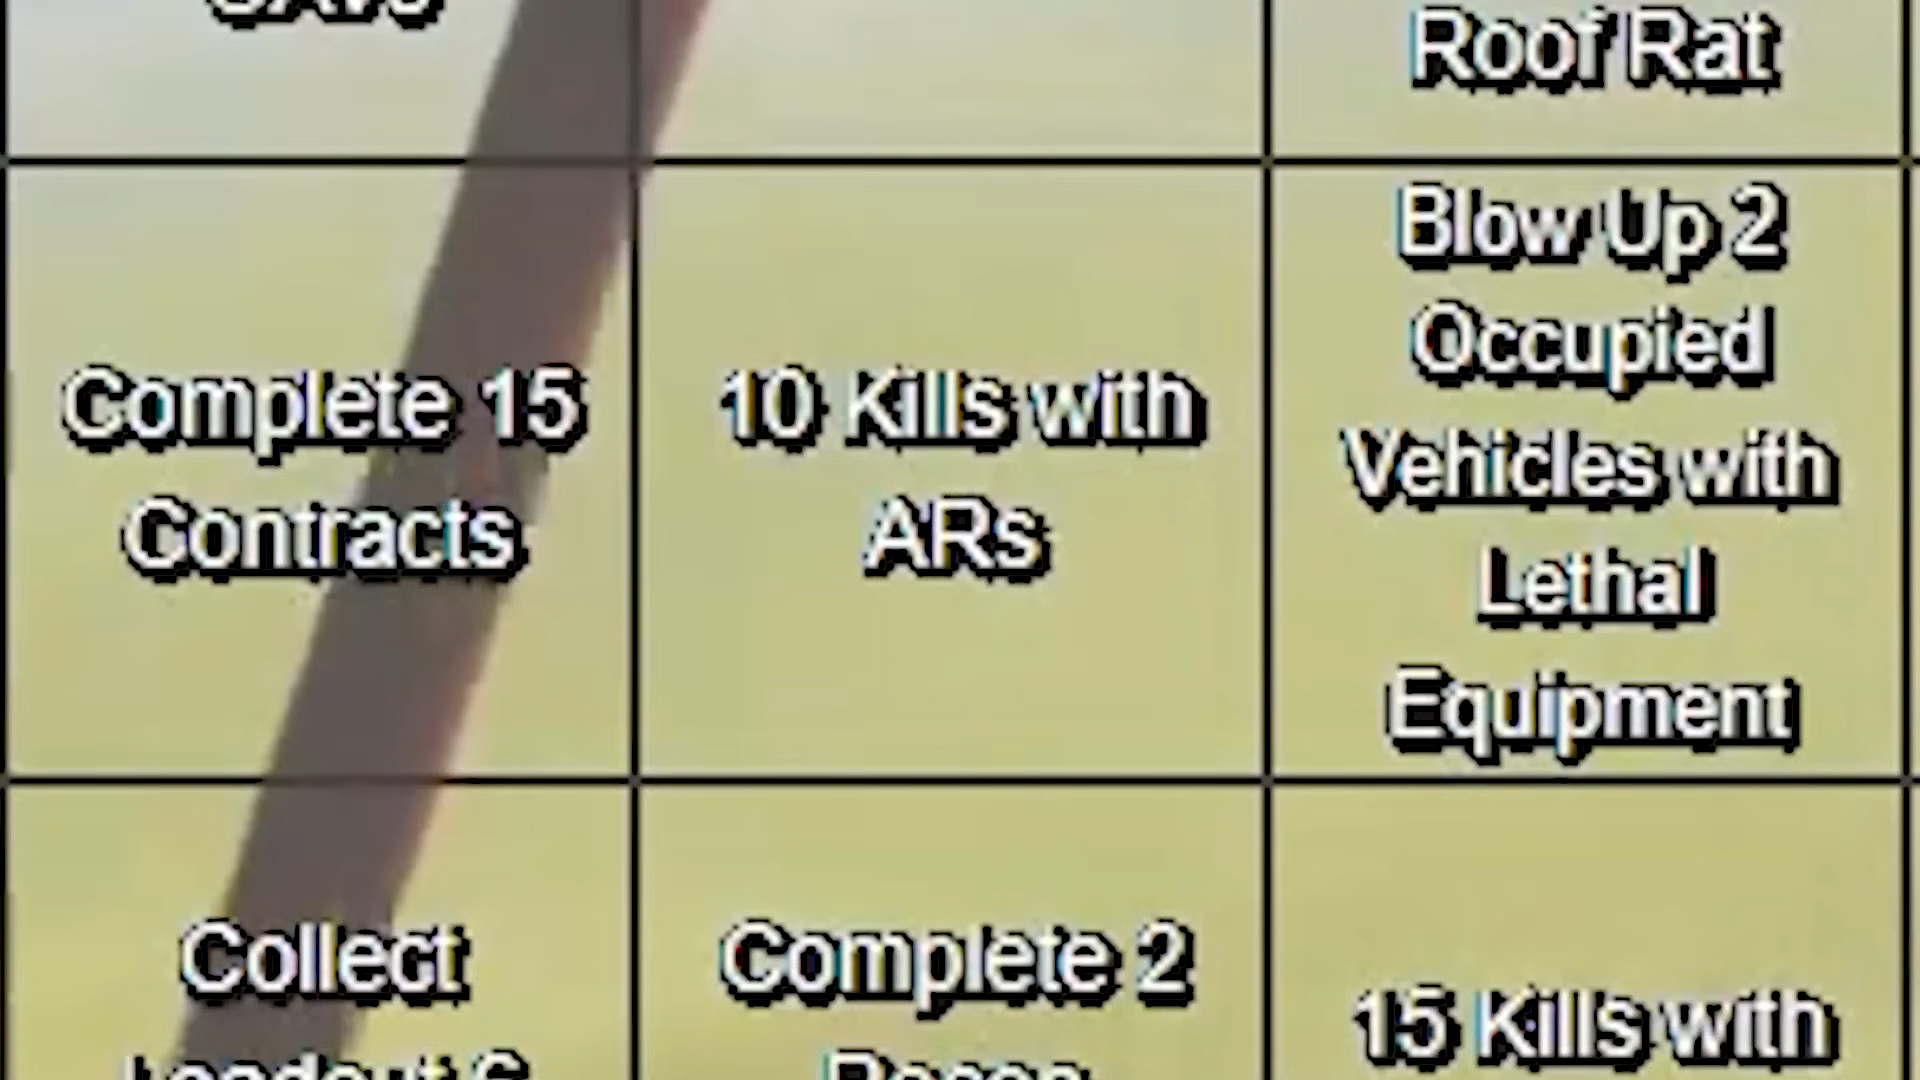 Roof Rat
Complete 15
Contracts
10 Kills with
ARs
Blow Up 2
Occupied
Vehicles with
Lethal
Equipment
Collect
Complete 2
15 Kills with